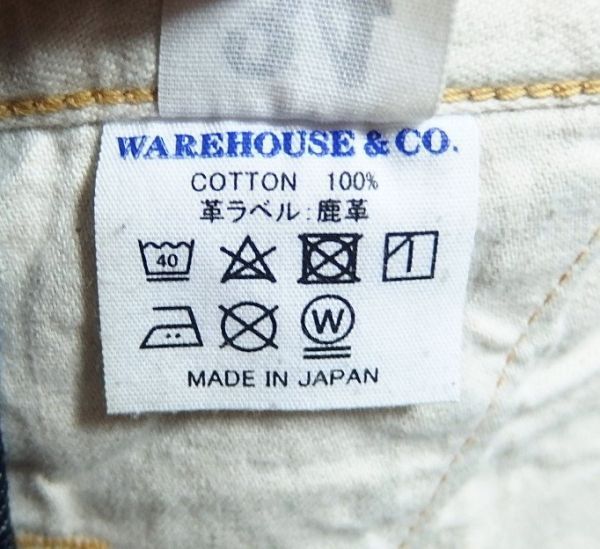 WAREHOUSE & CO.
COTTON 100%
革ラベル:鹿革
40
W
MADE IN JAPAN